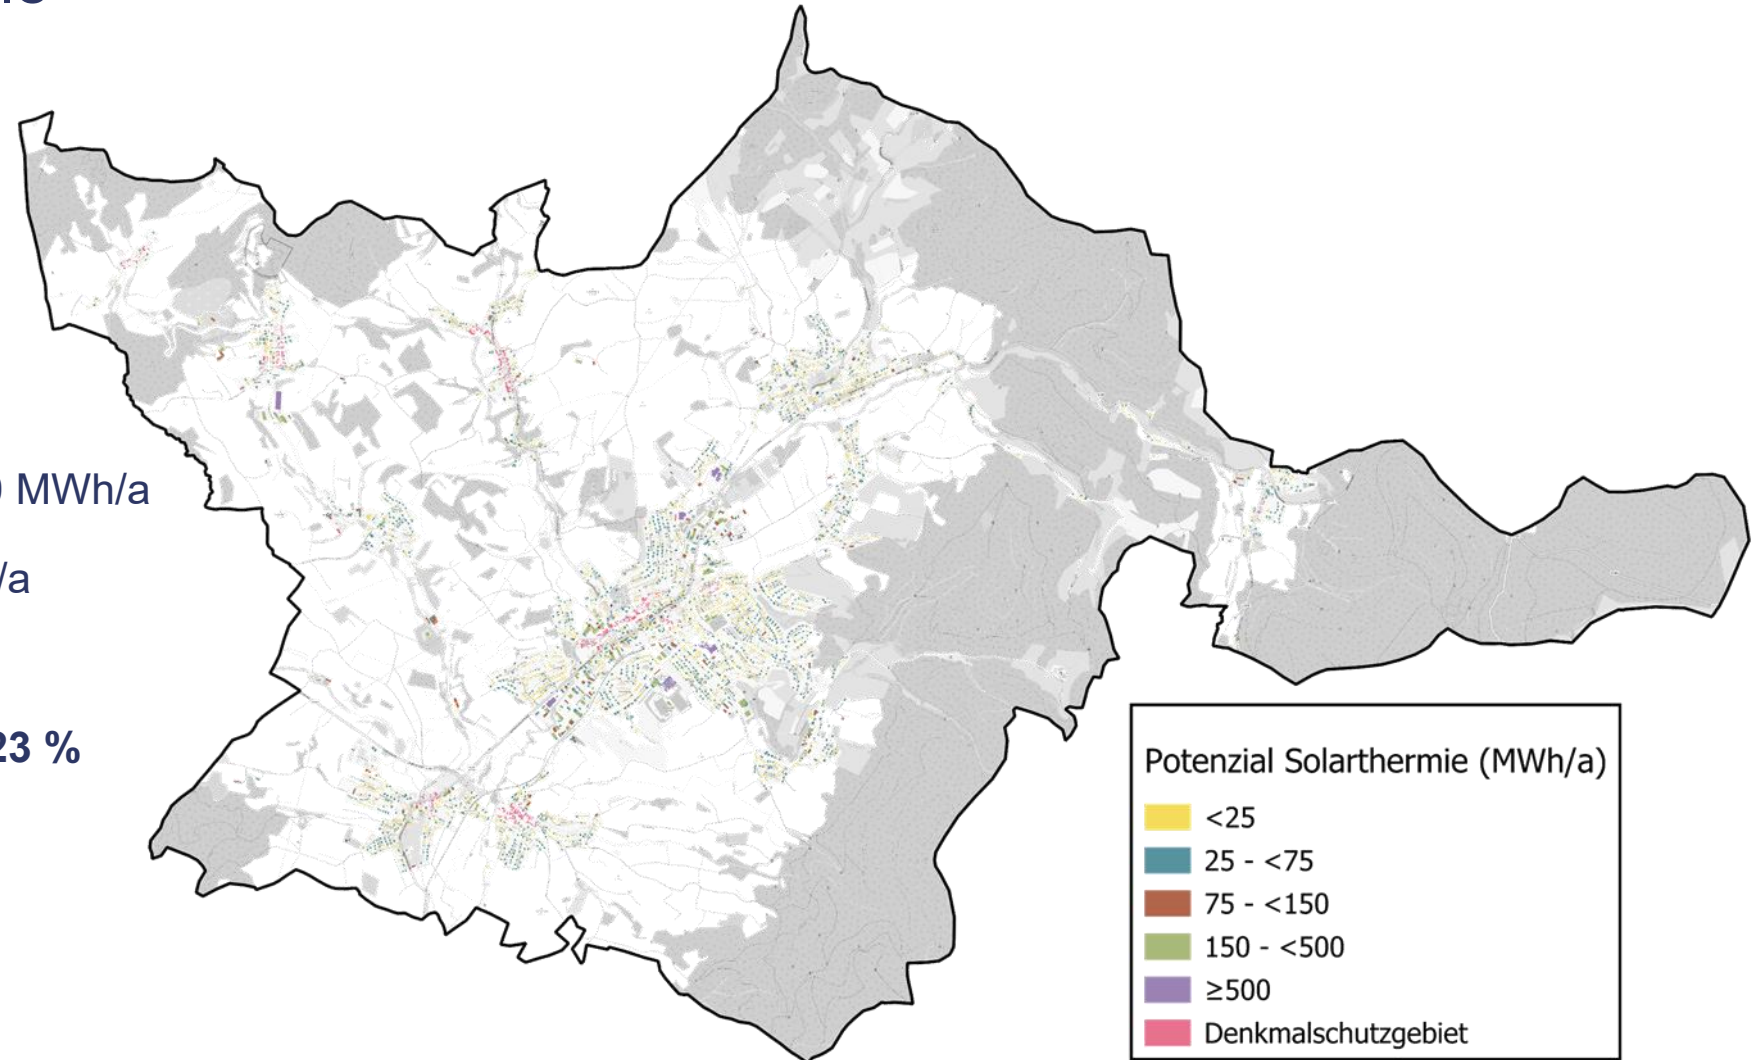 MWh/a
/a
23 %
Potenzial Solarthermie (MWh/a)
<25
25 - <75
75 - <150
150 - <500
≥500
Denkmalschutzgebiet